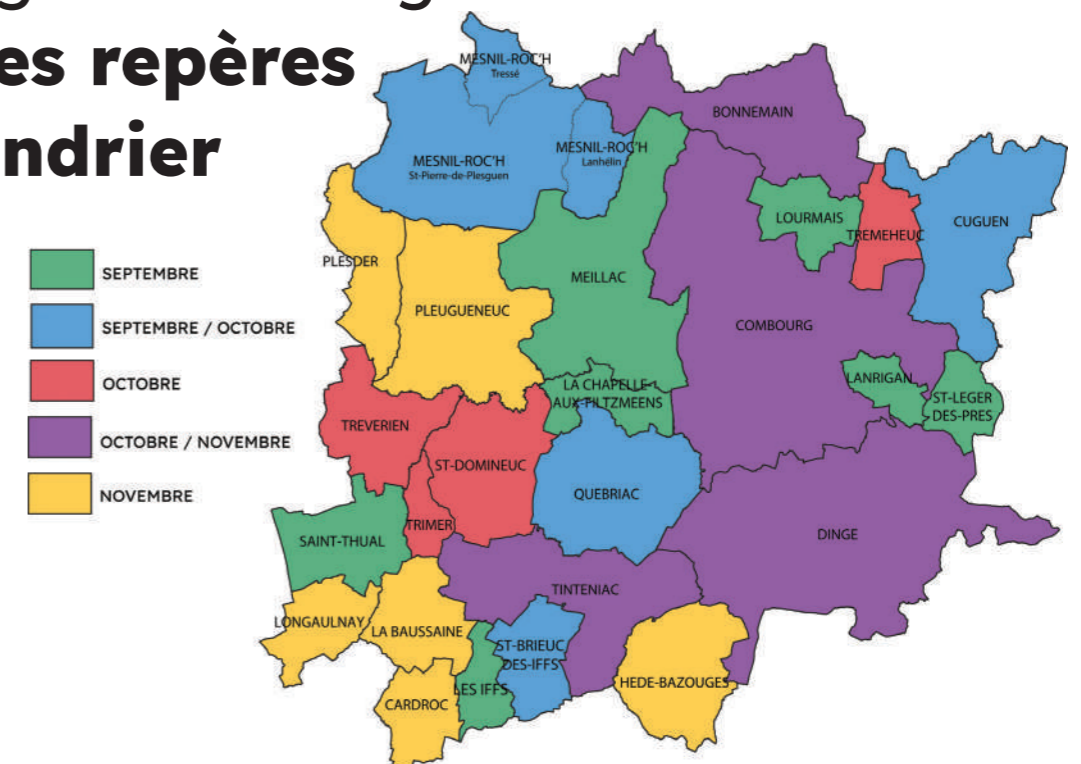 es repères
ndrier
SEPTEMBRE
SEPTEMBRE / OCTOBRE
OCTOBRE
OCTOBRE / NOVEMBRE
NOVEMBRE
MESNIL-ROC'H
Tressé
MESNIL-ROC'H
St-Pierre-de-Plesguen
MESNIL-ROC'H
Lanhélin
BONNEMAIN
LOURMAIS
TREMEHEUC
CUGUEN
PLESDER
PLEUGUENEUC
MEILLAC
COMBOURG
LANRIGAN
ST-LEGER
DES-PRES
LA CHAPELLE-
AUX-FILTZMEENS
TREVERIEN
ST-DOMINEUC
QUEBRIAC
TRIMER
SAINT-THUAL
DINGE
TINTENIAC
LONGAULNAY
LA BAUSSAINE
ST-BRIEUC
DES-IFFS
LES IFFS
CARDROC
HEDE-BAZOUGES